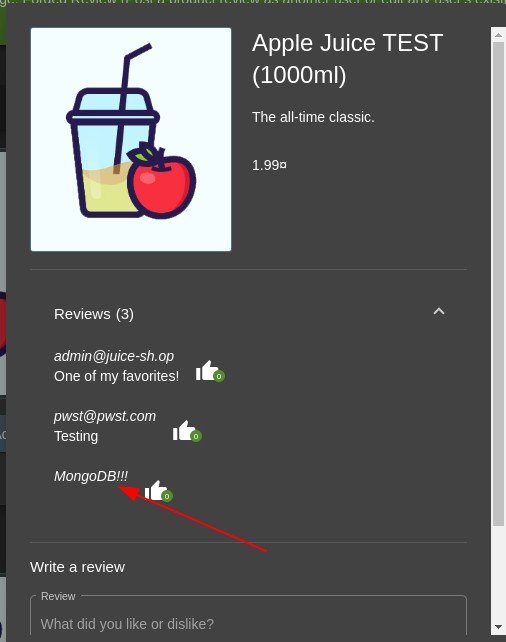 Apple Juice TEST
(1000ml)
The all-time classic.
1.99¤
Reviews (3)
admin@juice-sh.op
One of my favorites!
0
pwst@pwst.com
Testing
0
MongoDB!!!
0
Write a review
Review
What did you like or dislike?